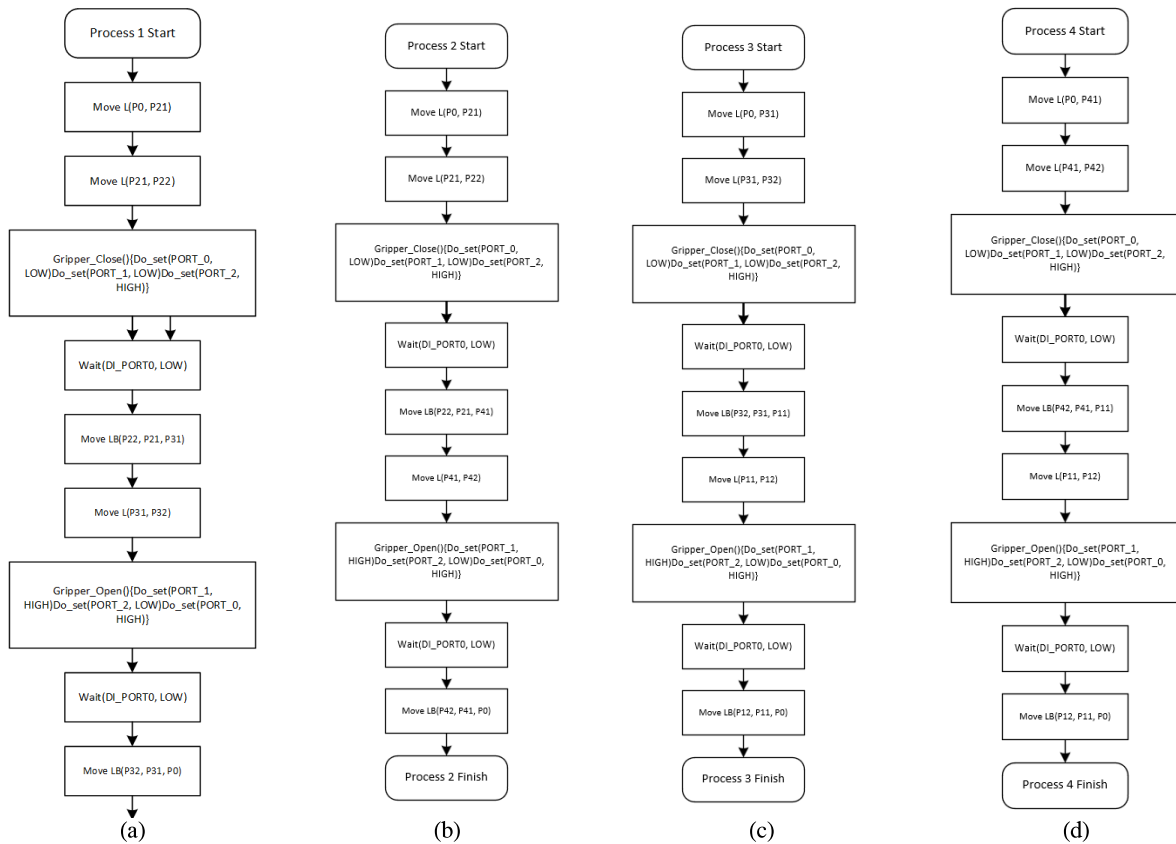 Process 1 Start
Move L(P0, P21)
Move L(P21, P22)
Gripper_Close(){Do_set(PORT_0,
LOW)Do_set(PORT_1, LOW)Do_set(PORT_2,
HIGH)}
Wait(DI_PORT0, LOW)
Move LB(P22, P21, P31)
Move L(P31, P32)
Gripper_Open(){Do_set(PORT_1,
HIGH)Do_set(PORT_2, LOW)Do_set(PORT_0,
HIGH)}
Wait(DI_PORT0, LOW)
Move LB(P32, P31, P0)
(a)
Process 2 Start
Move L(P0, P21)
Move L(P21, P22)
Gripper_Close(){Do_set(PORT_0,
LOW)Do_set(PORT_1, LOW)Do_set(PORT_2,
HIGH)}
Wait(DI_PORT0, LOW)
Move LB(P22, P21, P41)
Move L(P41, P42)
Gripper_Open(){Do_set(PORT_1,
HIGH)Do_set(PORT_2, LOW)Do_set(PORT_0,
HIGH)}
Wait(DI_PORT0, LOW)
Move LB(P42, P41, P0)
Process 2 Finish
(b)
Process 3 Start
Move L(P0, P31)
Move L(P31, P32)
Gripper_Close(){Do_set(PORT_0,
LOW)Do_set(PORT_1, LOW)Do_set(PORT_2,
HIGH)}
Wait(DI_PORT0, LOW)
Move LB(P32, P31, P11)
Move L(P11, P12)
Gripper_Open(){Do_set(PORT_1,
HIGH)Do_set(PORT_2, LOW)Do_set(PORT_0,
HIGH)}
Wait(DI_PORT0, LOW)
Move LB(P12, P11, P0)
Process 3 Finish
(c)
Process 4 Start
Move L(P0, P41)
Move L(P41, P42)
Gripper_Close(){Do_set(PORT_0,
LOW)Do_set(PORT_1, LOW)Do_set(PORT_2,
HIGH)}
Wait(DI_PORT0, LOW)
Move LB(P42, P41, P11)
Move L(P11, P12)
Gripper_Open(){Do_set(PORT_1,
HIGH)Do_set(PORT_2, LOW)Do_set(PORT_0,
HIGH)}
Wait(DI_PORT0, LOW)
Move LB(P12, P11, P0)
Process 4 Finish
(d)